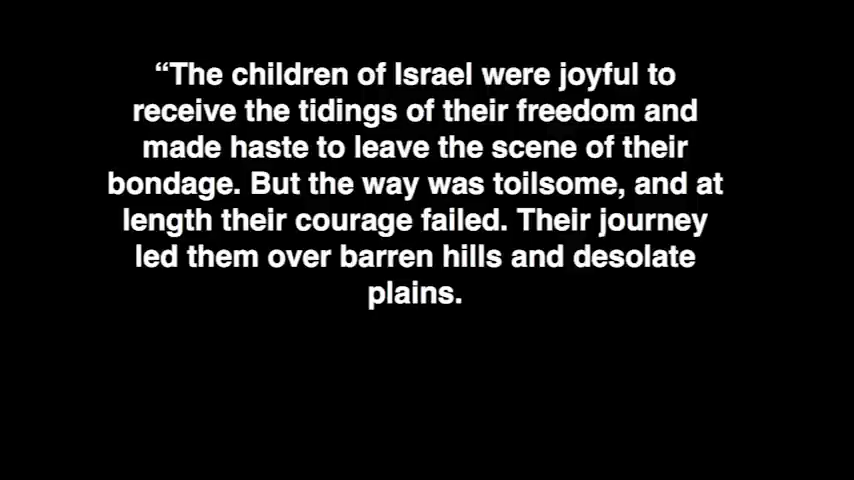 “The children of Israel were joyful to
receive the tidings of their freedom and
made haste to leave the scene of their
bondage. But the way was toilsome, and at
length their courage failed. Their journey
led them over barren hills and desolate
plains.